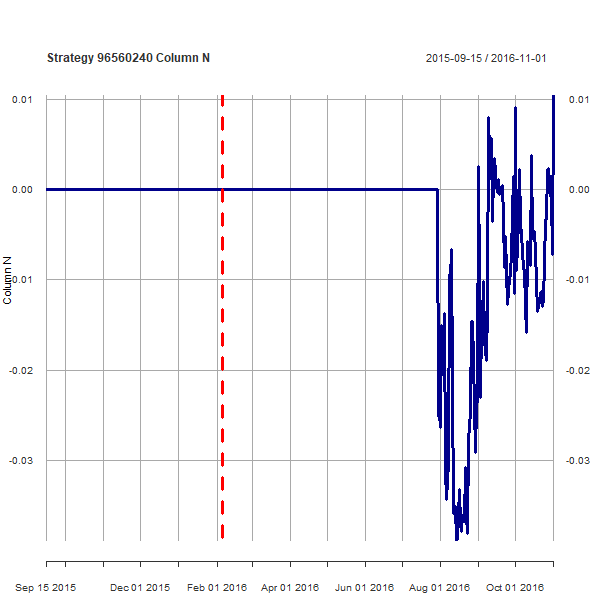 Strategy 96560240 Column N
2015-09-15 / 2016-11-01
0.01
0.01
0.00
0.00
-0.01
-0.01
Column N
-0.02
-0.02
-0.03
-0.03
Sep 15 2015
Dec 01 2015
Feb 01 2016
Apr 01 2016
Jun 01 2016
Aug 01 2016
Oct 01 2016